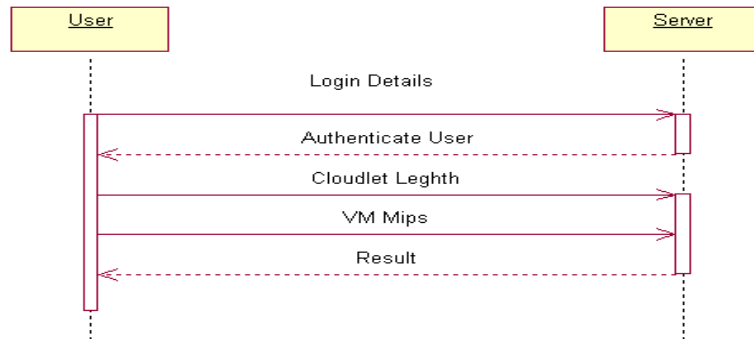 User
Server
Login Details
Authenticate User
Cloudlet Leghth
VM Mips
Result